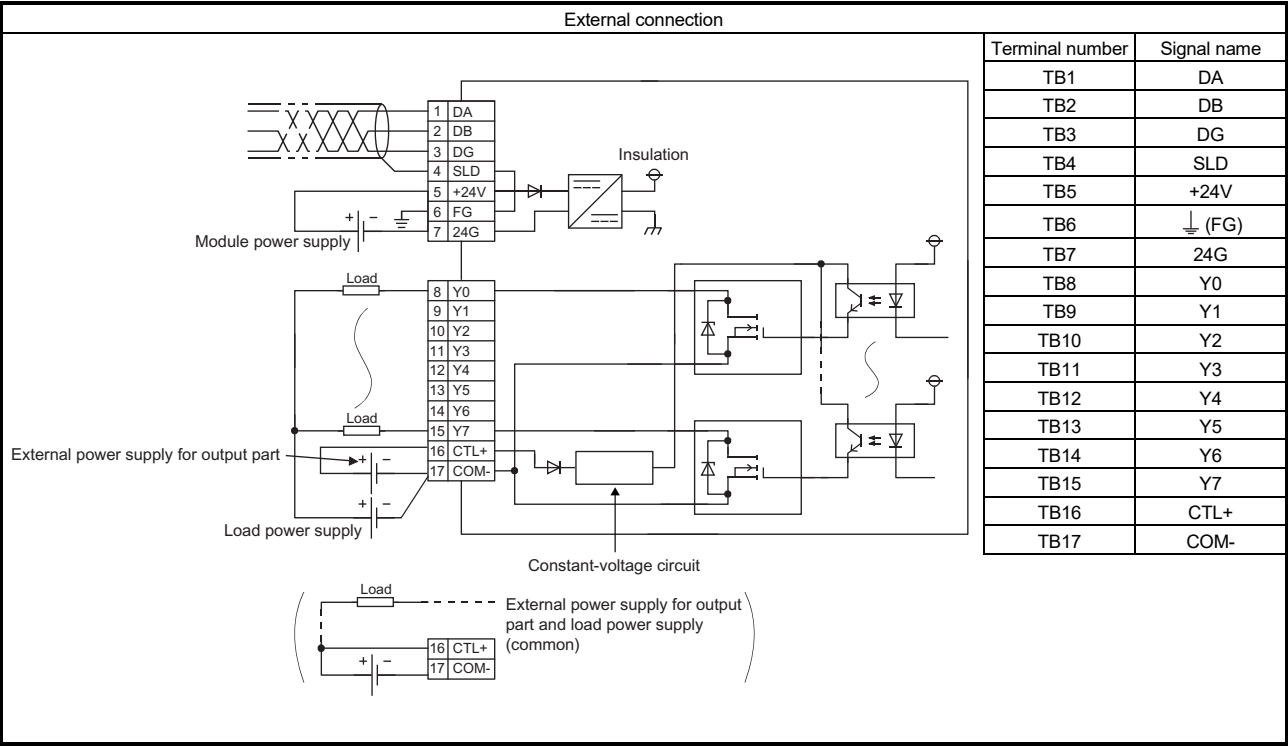 External connection
Terminal number Signal name
TB1 DA
TB2 DB
TB3 DG
TB4 SLD
TB5 +24V
TB6 ⏚ (FG)
TB7 24G
TB8 Y0
TB9 Y1
TB10 Y2
TB11 Y3
TB12 Y4
TB13 Y5
TB14 Y6
TB15 Y7
TB16 CTL+
TB17 COM-
1 DA
2 DB
3 DG
4 SLD
5 +24V
6 FG
7 24G
Insulation
+ −
Module power supply
Load
8 Y0
9 Y1
10 Y2
11 Y3
12 Y4
13 Y5
14 Y6
15 Y7
16 CTL+
17 COM-
Load
External power supply for output part
+ −
+ −
Load power supply
Constant-voltage circuit
Load
External power supply for output
part and load power supply
(common)
16 CTL+
17 COM-
+ −